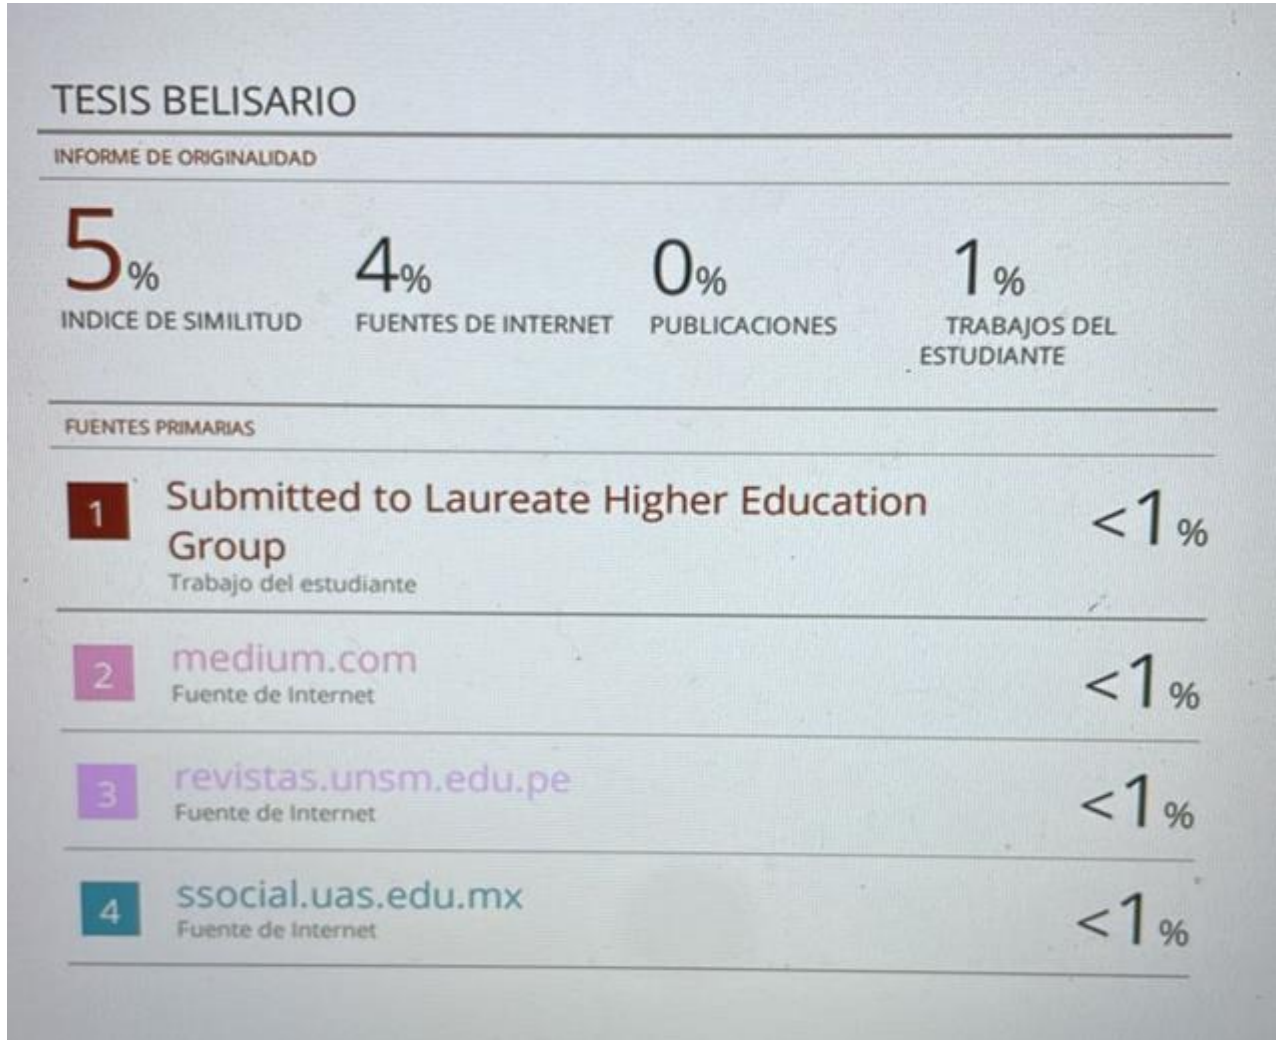 TESIS BELISARIO
INFORME DE ORIGINALIDAD
5%
INDICE DE SIMILITUD
4%
FUENTES DE INTERNET
0%
PUBLICACIONES
1%
TRABAJOS DEL
ESTUDIANTE
FUENTES PRIMARIAS
1
Submitted to Laureate Higher Education
Group
Trabajo del estudiante
<1%
2
medium.com
Fuente de Internet
<1%
3
revistas.unsm.edu.pe
Fuente de Internet
<1%
4
ssocial.uas.edu.mx
Fuente de Internet
<1%